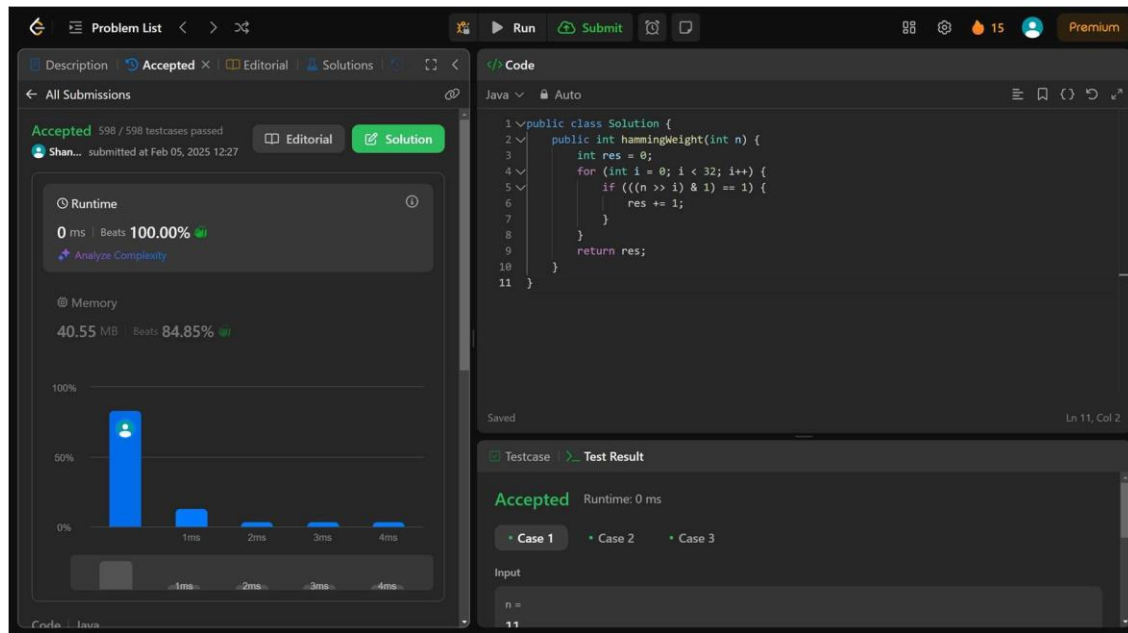 Problem List
Run
Submit
15
Premium
Description
Accepted
Editorial
Solutions
All Submissions
Accepted 598 / 598 testcases passed
Shan... submitted at Feb 05, 2025 12:27
Editorial
Solution
Runtime
0 ms | Beats 100.00%
Analyze Complexity
Memory
40.55 MB | Beats 84.85%
100%
50%
0%
1ms 2ms 3ms 4ms
1ms 2ms 3ms 4ms
Code | Java
</> Code
Java Auto
1 public class Solution {
2 public int hammingWeight(int n) {
3 int res = 0;
4 for (int i = 0; i < 32; i++) {
5 if (((n >> i) & 1) == 1) {
6 res += 1;
7 }
8 }
9 return res;
10 }
11 }
Saved
Ln 11, Col 2
Testcase | >_ Test Result
Accepted Runtime: 0 ms
• Case 1 • Case 2 • Case 3
Input
n =
11